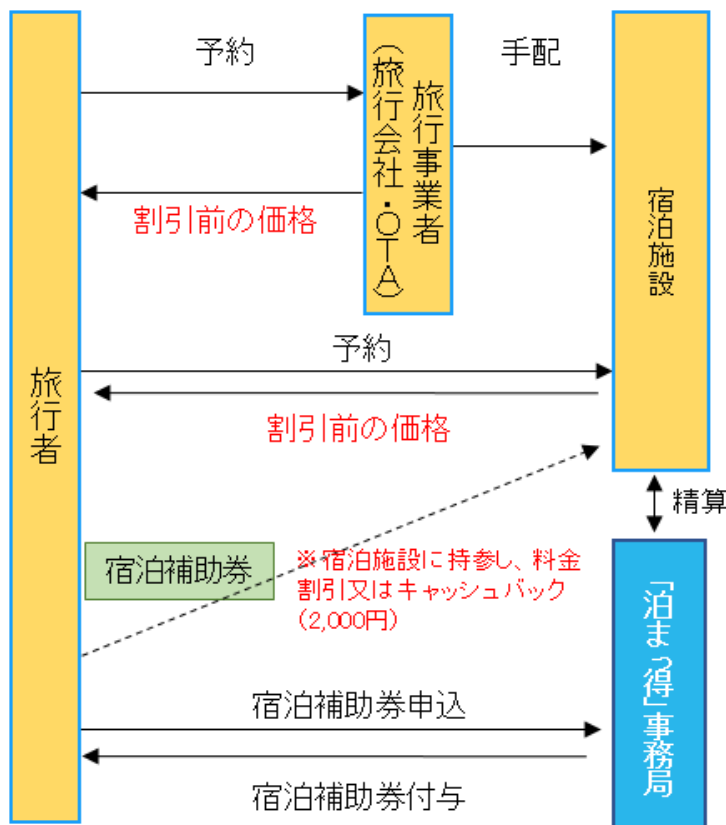 予約
手配
旅行事業者
（旅行会社・OTA）
割引前の価格
宿泊施設
予約
割引前の価格
旅行者
精算
宿泊補助券
※宿泊施設に持参し、料金
割引又はキャッシュバック
（2,000円）
「泊まっ得」事務局
宿泊補助券申込
宿泊補助券付与